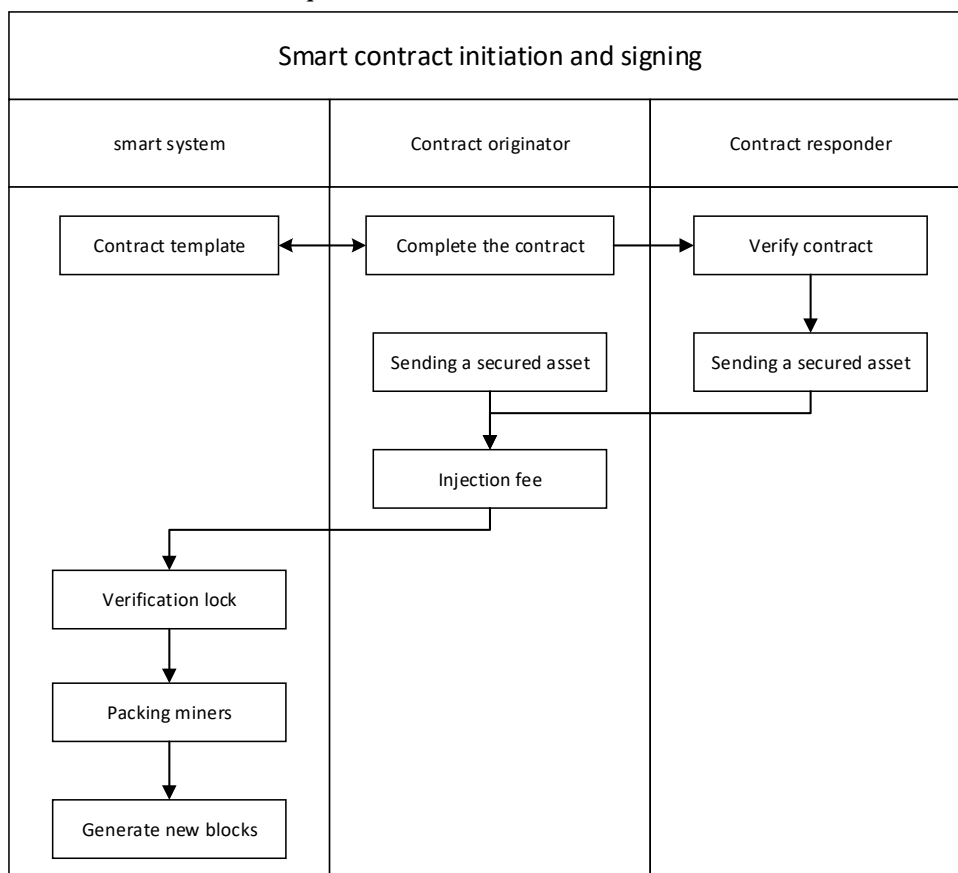 Smart contract initiation and signing
smart system
Contract originator
Contract responder
Contract template
Complete the contract
Verify contract
Sending a secured asset
Sending a secured asset
Injection fee
Verification lock
Packing miners
Generate new blocks